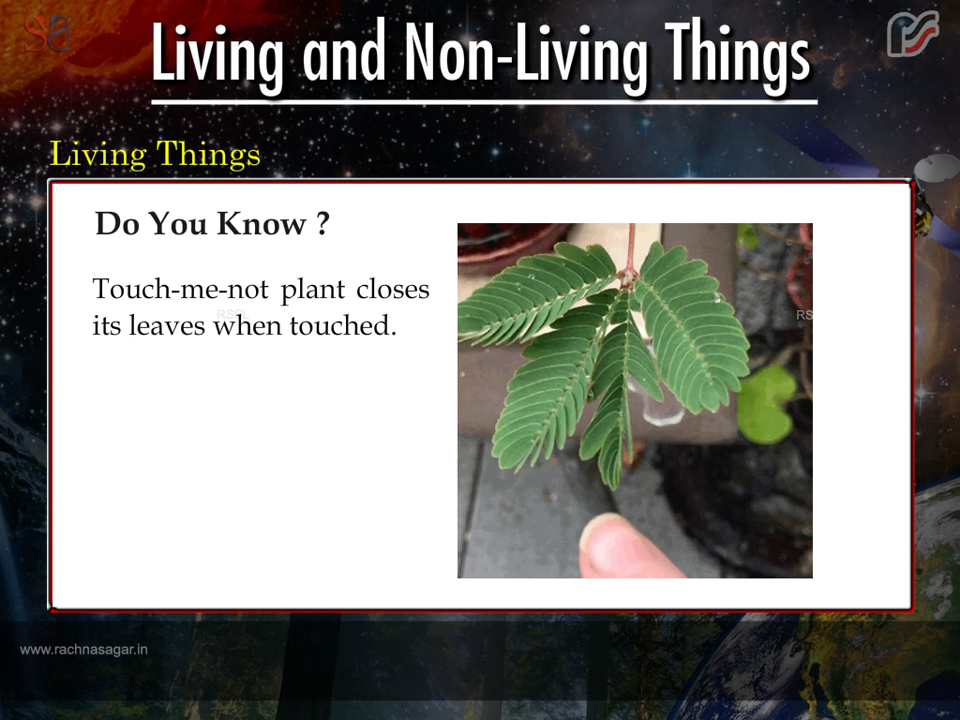 Living and Non-Living Things
Living Things
Do You Know ?
Touch-me-not plant closes
its leaves when touched.
www.rachnasagar.in